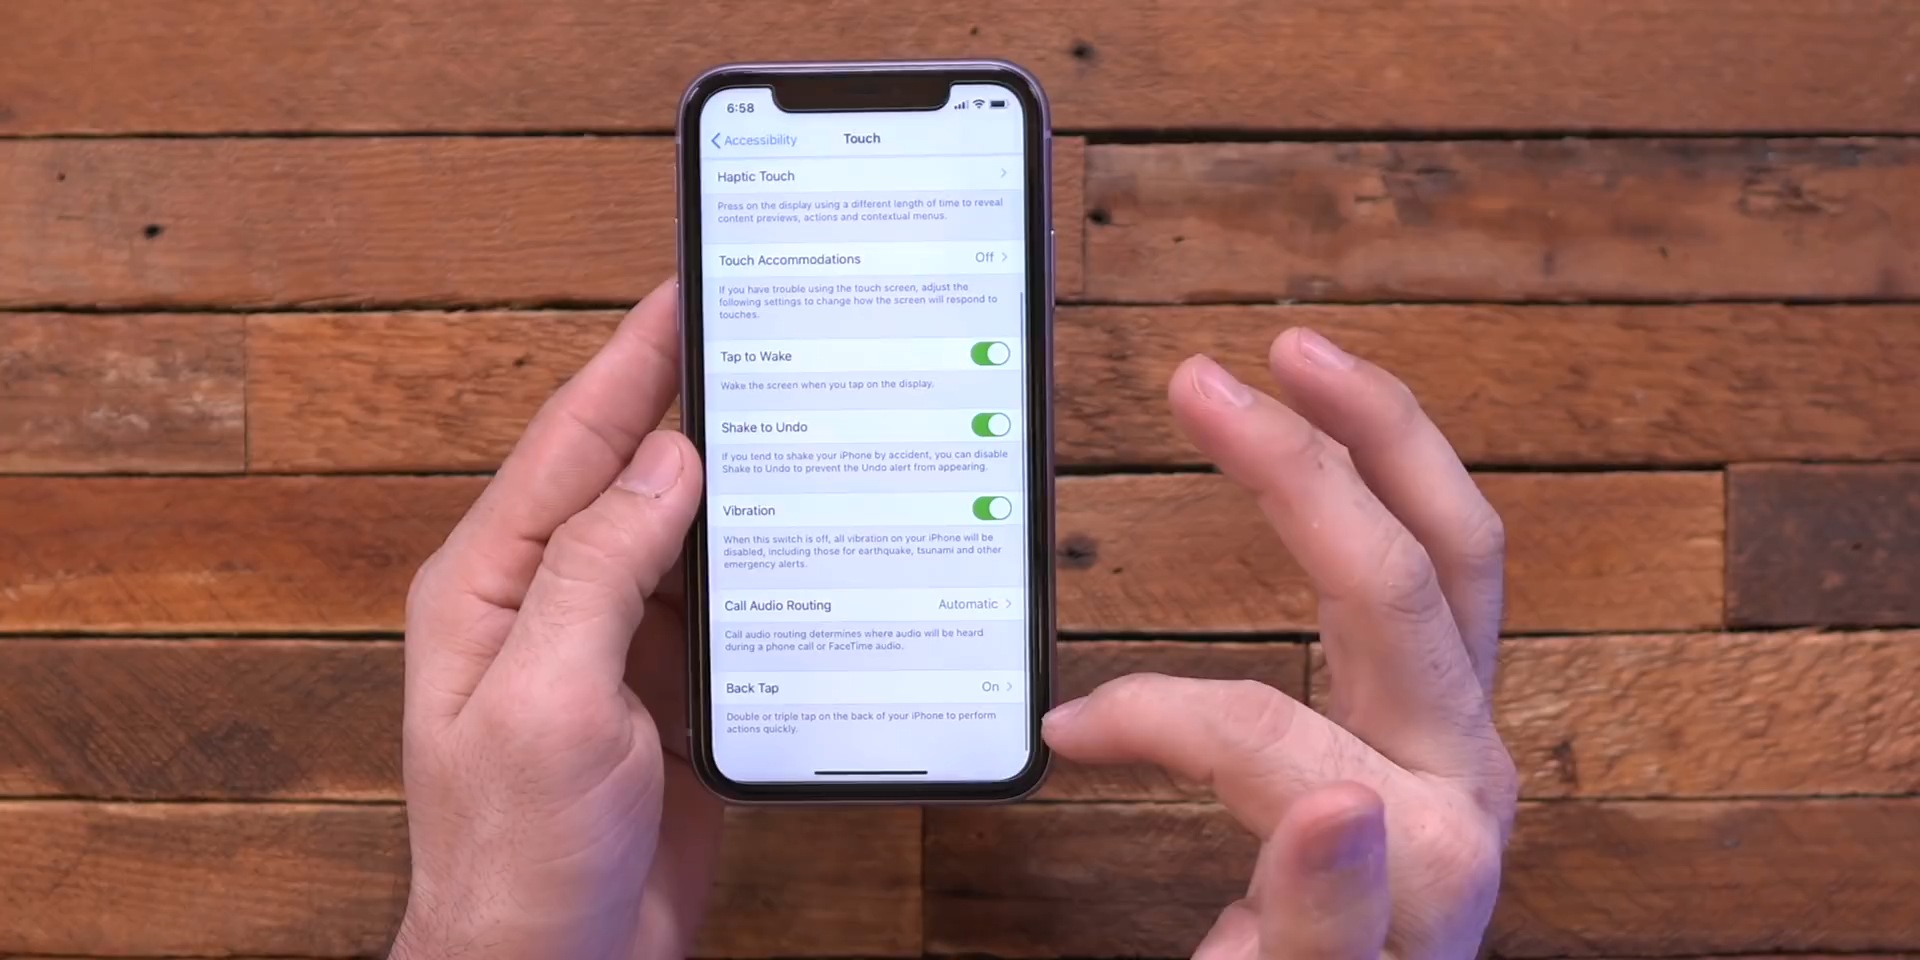 6:58
Accessibility
Touch
Haptic Touch
Press on the display using a different length of time to reveal
content previews, actions and contextual menus.
Touch Accommodations Off
If you have trouble using the touch screen, adjust the
following settings to change how the screen will respond to
touches.
Tap to Wake
Wake the screen when you tap on the display.
Shake to Undo
If you tend to shake your iPhone by accident, you can disable
Shake to Undo to prevent the Undo alert from appearing.
Vibration
When this switch is off, all vibration on your iPhone will be
disabled, including those for earthquake, tsunami and other
emergency alerts.
Call Audio Routing Automatic
Call audio routing determines where audio will be heard
during a phone call or FaceTime audio.
Back Tap On
Double or triple tap on the back of your iPhone to perform
actions quickly.